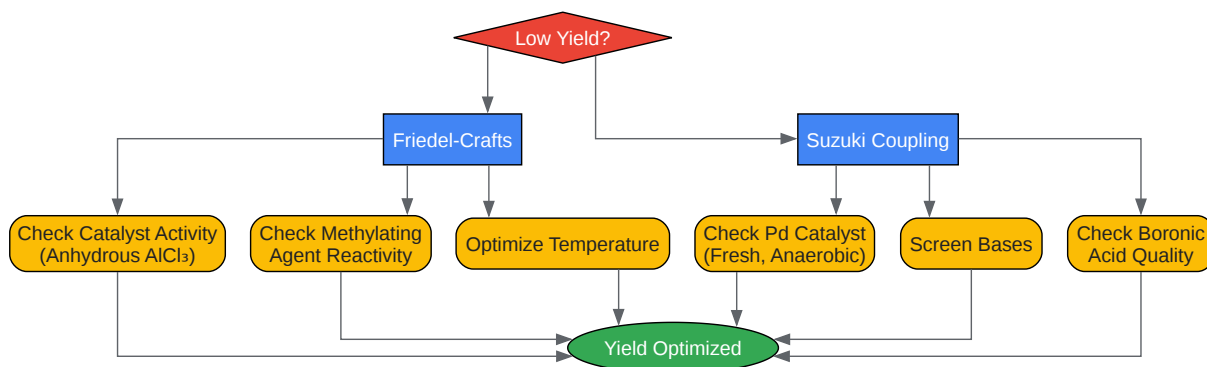 Low Yield?
Friedel-Crafts
Suzuki Coupling
Check Catalyst Activity
(Anhydrous AlCl₃)
Check Methylating
Agent Reactivity
Optimize Temperature
Check Pd Catalyst
(Fresh, Anaerobic)
Screen Bases
Check Boronic
Acid Quality
Yield Optimized